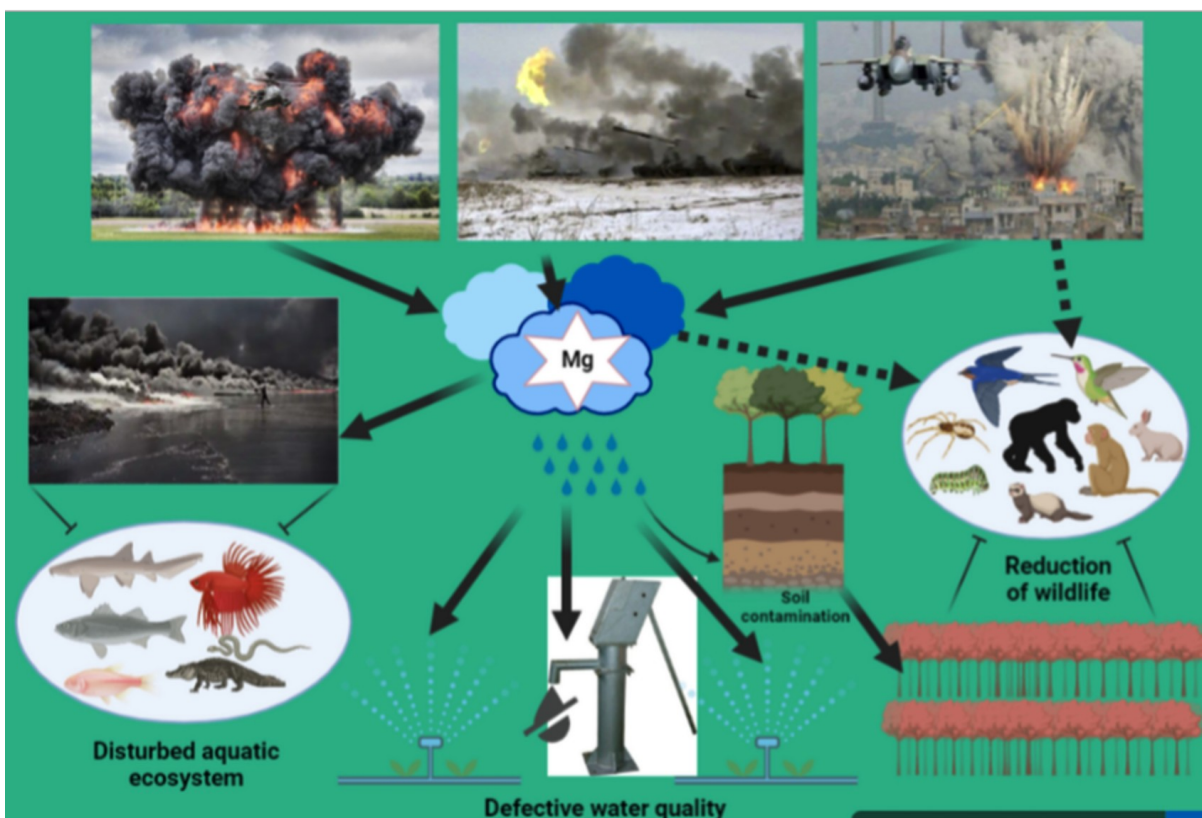 Mg
Soil
contamination
Reduction
of wildlife
Disturbed aquatic
ecosystem
Defective water quality